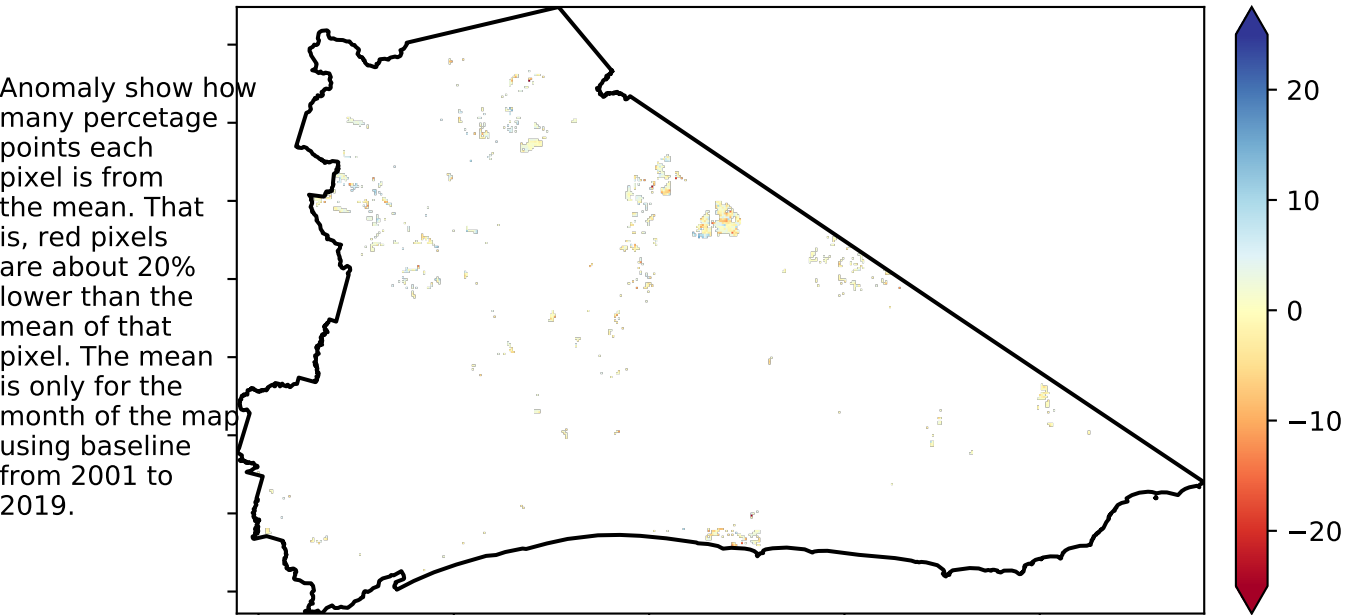 Anomaly show how
many percetage
points each
pixel is from
the mean. That
is, red pixels
are about 20%
lower than the
mean of that
pixel. The mean
is only for the
month of the map
using baseline
from 2001 to
2019.
20
10
0
−10
−20